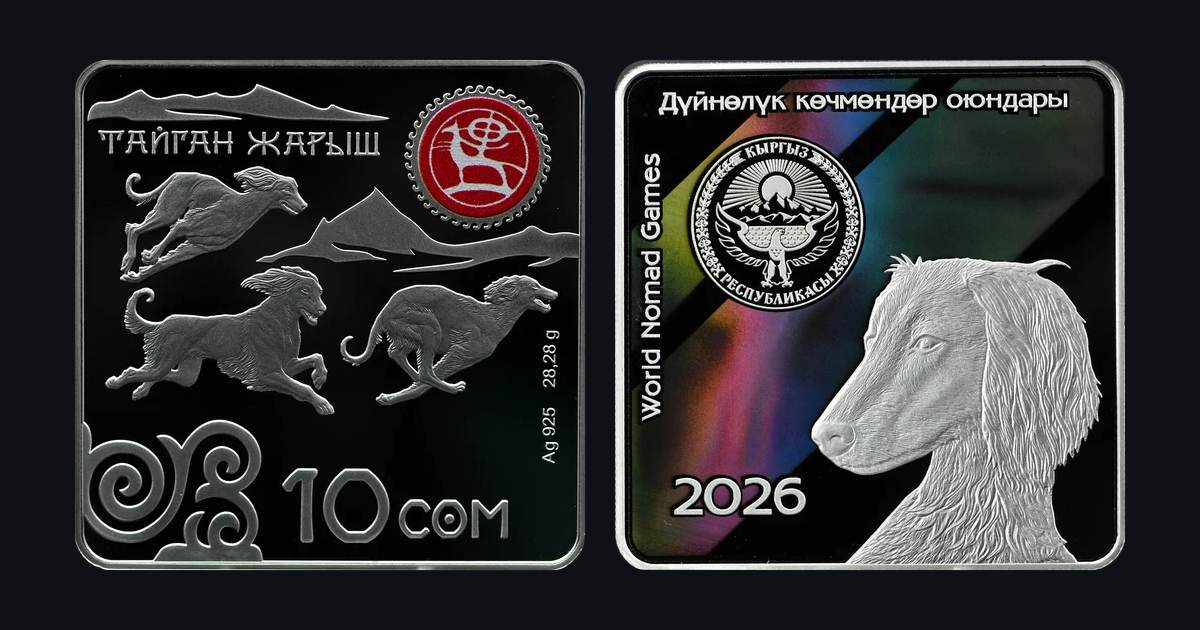 ТАЙГАН ЖАРЫШ
Ag 925 28,28 g
10 СОМ
Дүйнөлүк көчмөндөр оюндары
World Nomad Games
КЫРГЫЗ
РЕСПУБЛИКАСЫ
2026